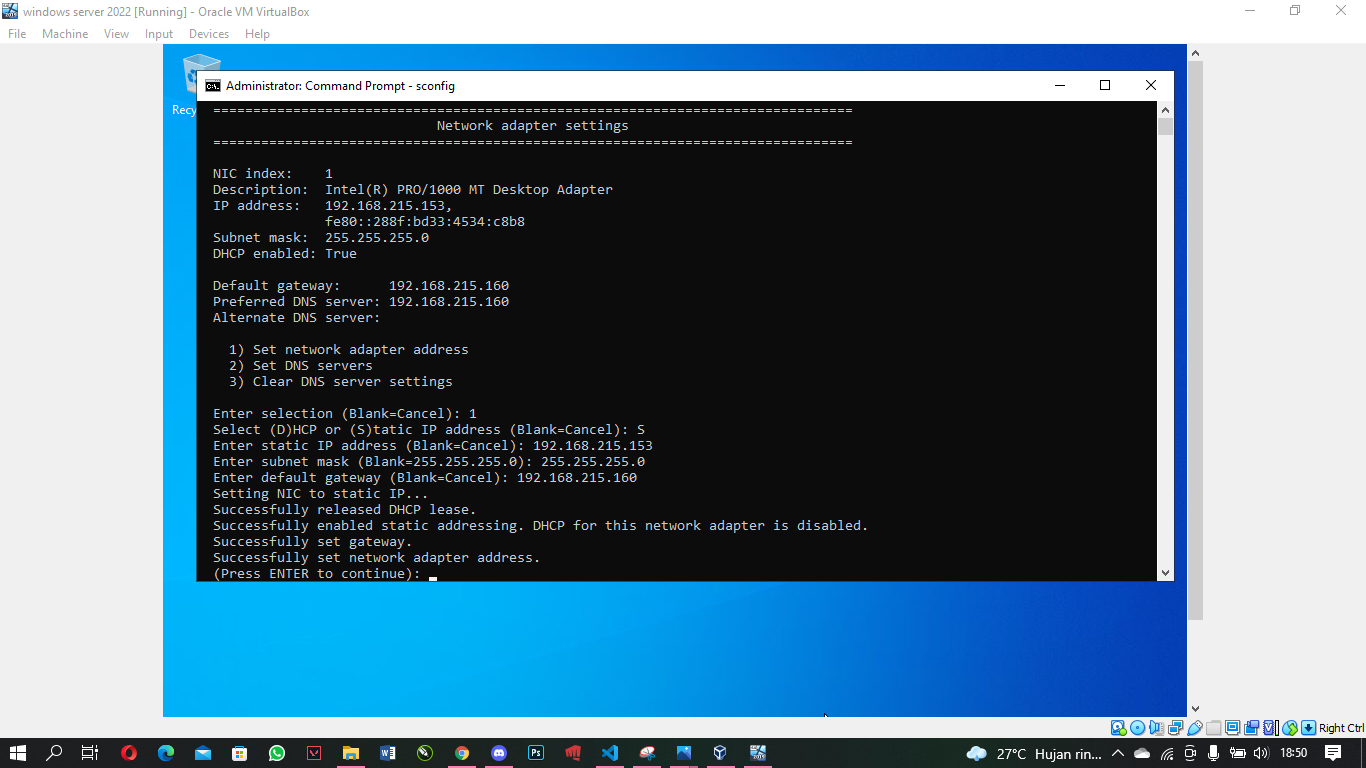 windows server 2022 [Running] - Oracle VM VirtualBox
File Machine View Input Devices Help
Recy
Administrator: Command Prompt - sconfig
================================================================================
Network adapter settings
================================================================================
NIC index: 1
Description: Intel(R) PRO/1000 MT Desktop Adapter
IP address: 192.168.215.153,
fe80::288f:bd33:4534:c8b8
Subnet mask: 255.255.255.0
DHCP enabled: True
Default gateway: 192.168.215.160
Preferred DNS server: 192.168.215.160
Alternate DNS server:
1) Set network adapter address
2) Set DNS servers
3) Clear DNS server settings
Enter selection (Blank=Cancel): 1
Select (D)HCP or (S)tatic IP address (Blank=Cancel): S
Enter static IP address (Blank=Cancel): 192.168.215.153
Enter subnet mask (Blank=255.255.255.0): 255.255.255.0
Enter default gateway (Blank=Cancel): 192.168.215.160
Setting NIC to static IP...
Successfully released DHCP lease.
Successfully enabled static addressing. DHCP for this network adapter is disabled.
Successfully set gateway.
Successfully set network adapter address.
(Press ENTER to continue):
Right Ctrl
27°C Hujan rin... 18:50